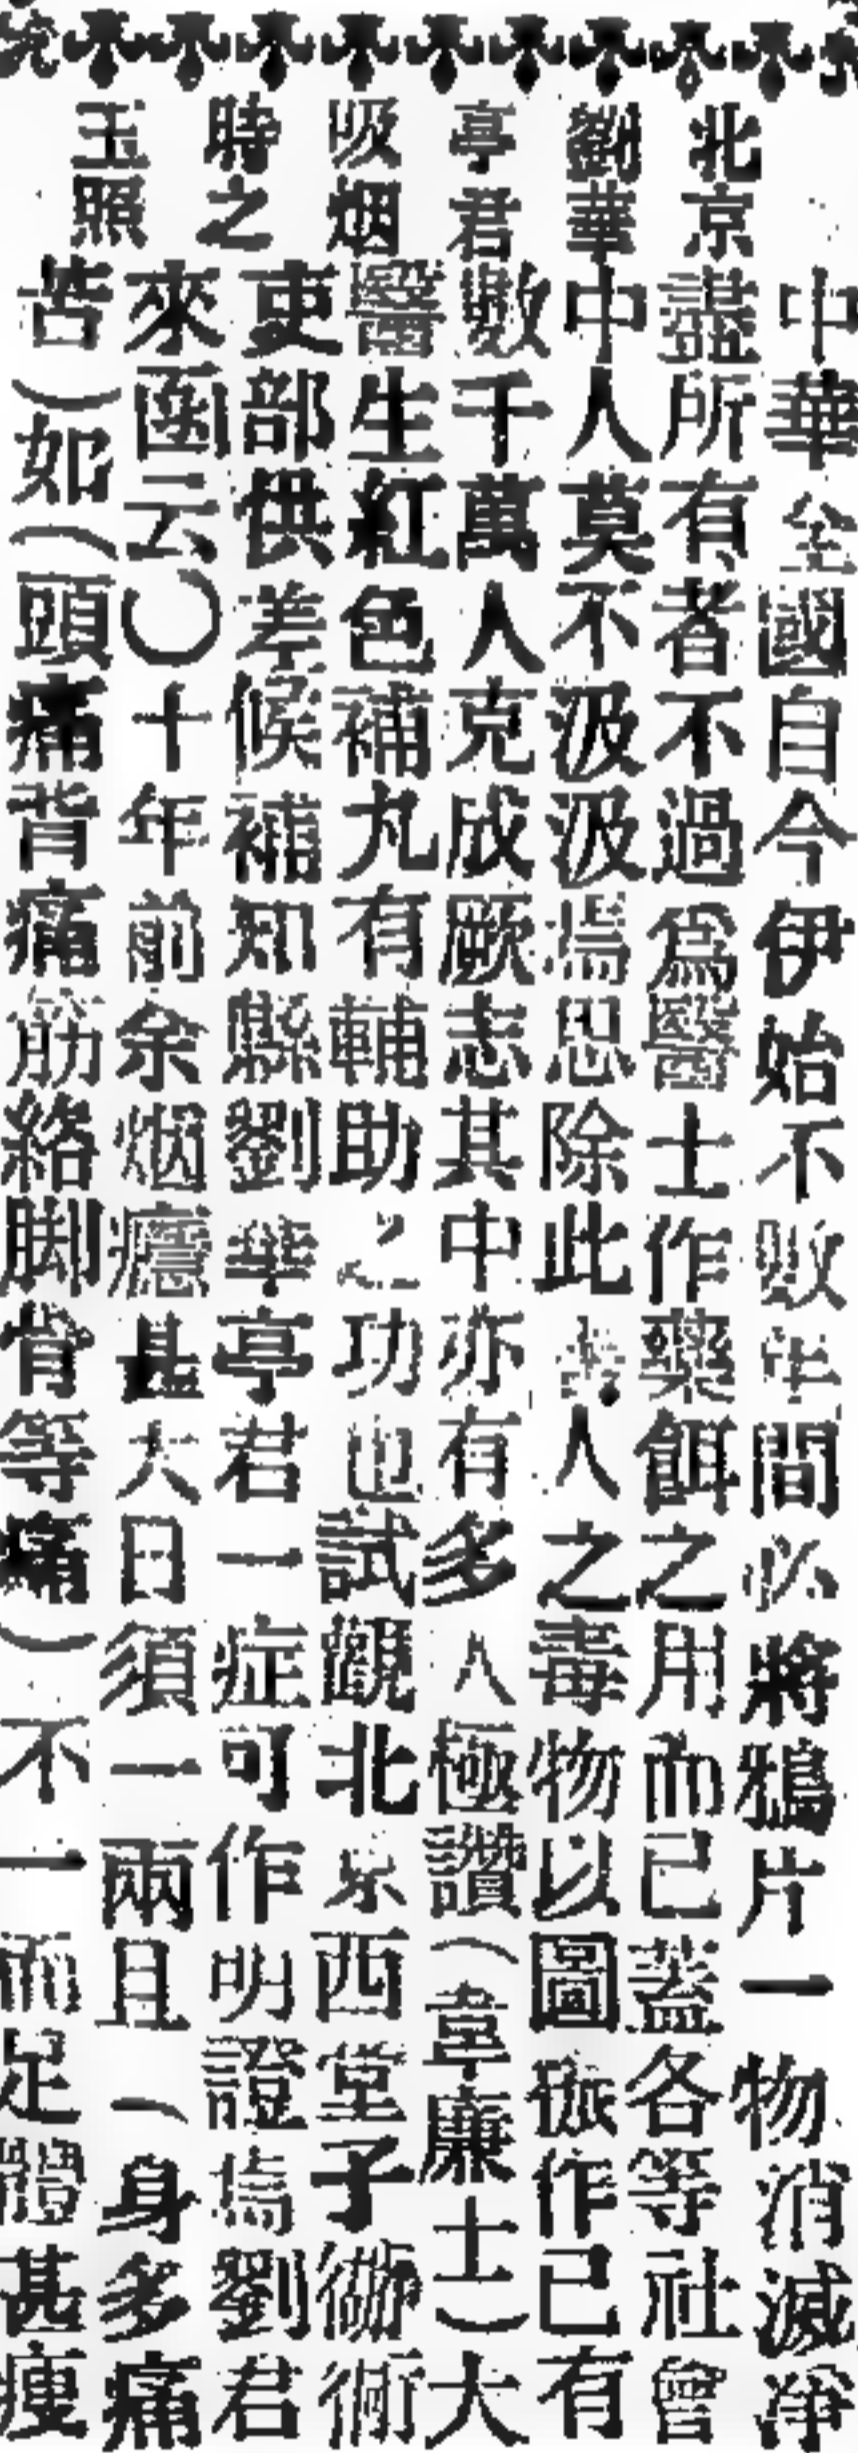 北京
劉華
亭君
吸烟
時之
玉照
中華全國自今伊始不數年間必將鴉片一物消滅淨
盡所有者不過爲醫士作藥餌之用而已蓋各等社會
中人莫不汲汲焉思除此害人之毒物以圖振作已有
數千萬人克成厥志其中亦有多人極讚(韋廉士)大
醫生紅色補丸有輔助之功也試觀北京西堂子衚衕
吏部供差候補知縣劉華亭君一症可作明證焉劉君
來函云〇十年前余烟癮甚大日須一兩且(身多痛
苦)如(頭痛背痛筋絡脚骨等痛)不一而足體甚瘦